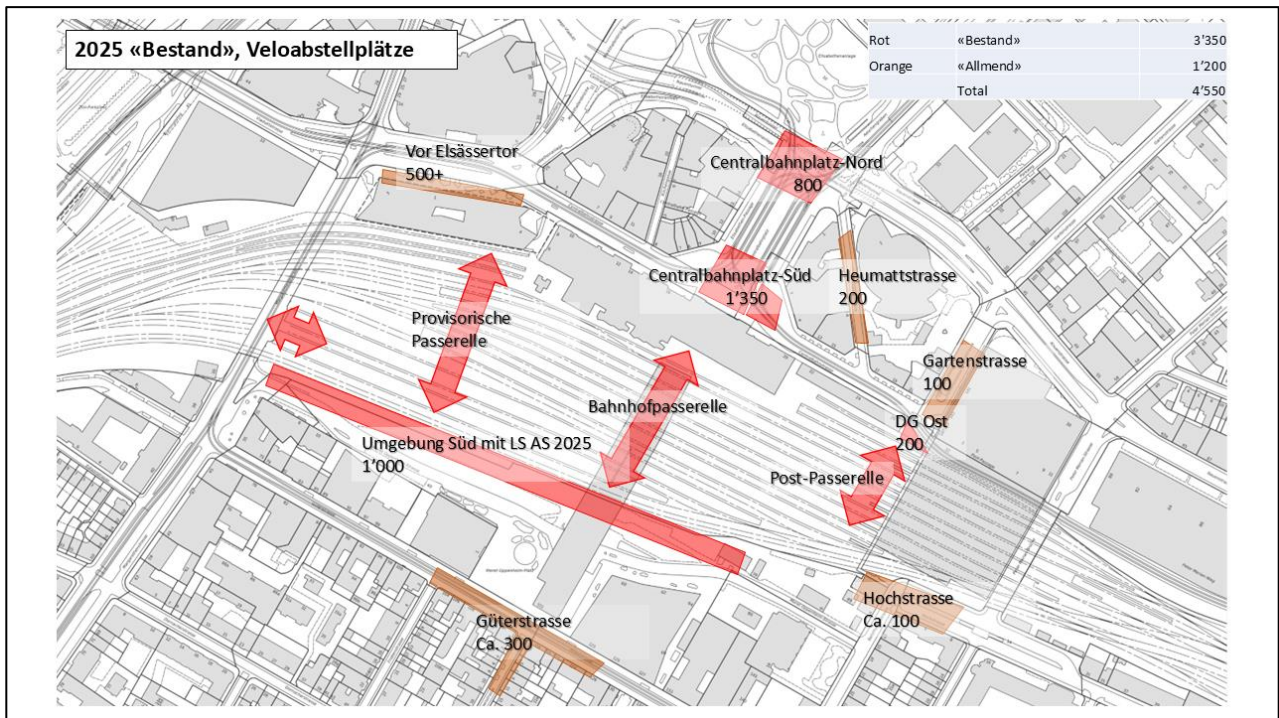 2025 «Bestand», Veloabstellplätze
Rot «Bestand» 3'350
Orange «Allmend» 1'200
Total 4'550
Vor Elsässertor
500+
Centralbahnplatz-Nord
800
Centralbahnplatz-Süd
1'350
Heumattstrasse
200
Provisorische
Passerelle
Gartenstrasse
100
Bahnhofpasserelle
DG Ost
200
Umgebung Süd mit LS AS 2025
1'000
Post-Passerelle
Hochstrasse
Ca. 100
Güterstrasse
Ca. 300